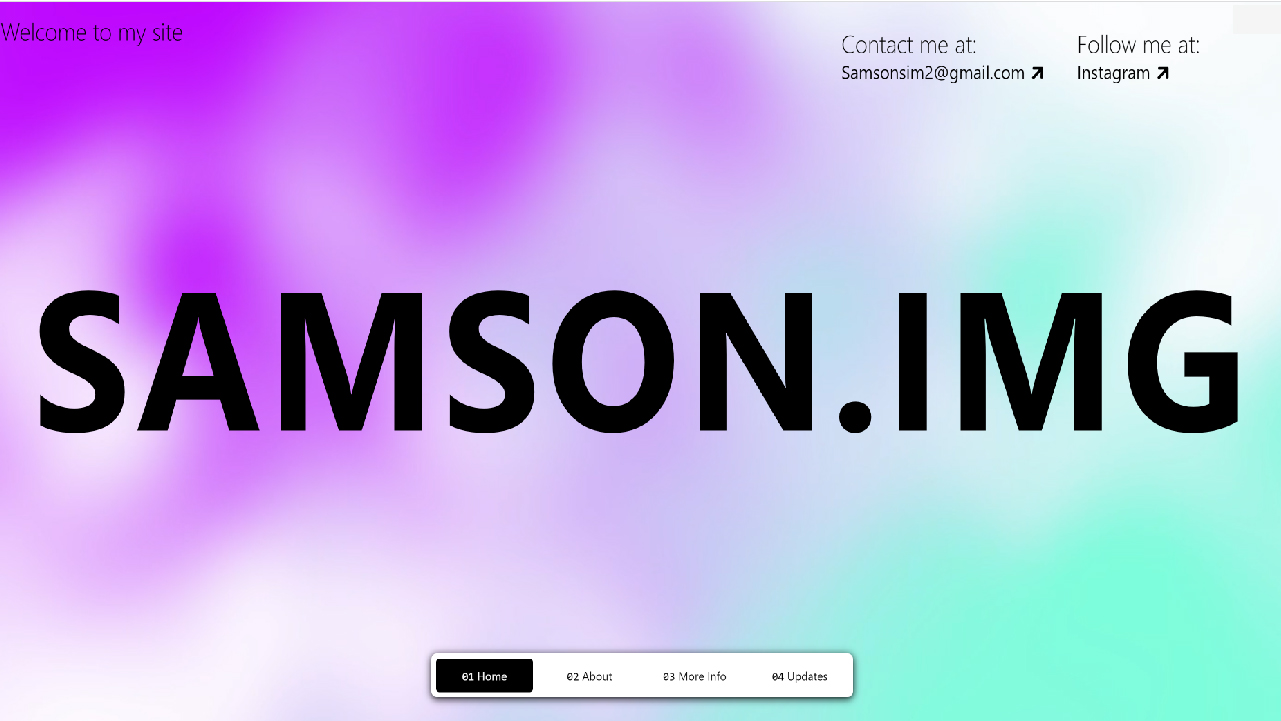 Welcome to my site
Contact me at:
Samsonsim2@gmail.com
Follow me at:
Instagram
SAMSON.IMG
01 Home
02 About
03 More Info
04 Updates